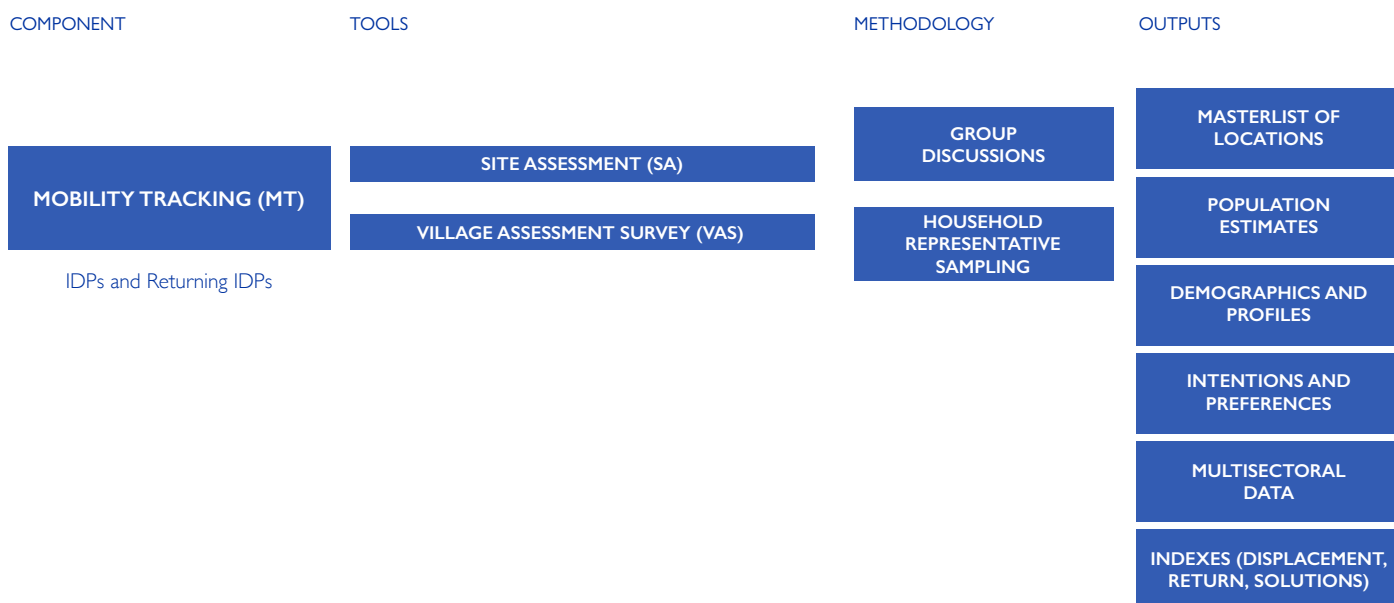 COMPONENT
TOOLS
METHODOLOGY
OUTPUTS
MOBILITY TRACKING (MT)
IDPs and Returning IDPs
SITE ASSESSMENT (SA)
VILLAGE ASSESSMENT SURVEY (VAS)
GROUP
DISCUSSIONS
HOUSEHOLD
REPRESENTATIVE
SAMPLING
MASTERLIST OF
LOCATIONS
POPULATION
ESTIMATES
DEMOGRAPHICS AND
PROFILES
INTENTIONS AND
PREFERENCES
MULTISECTORAL
DATA
INDEXES (DISPLACEMENT,
RETURN, SOLUTIONS)